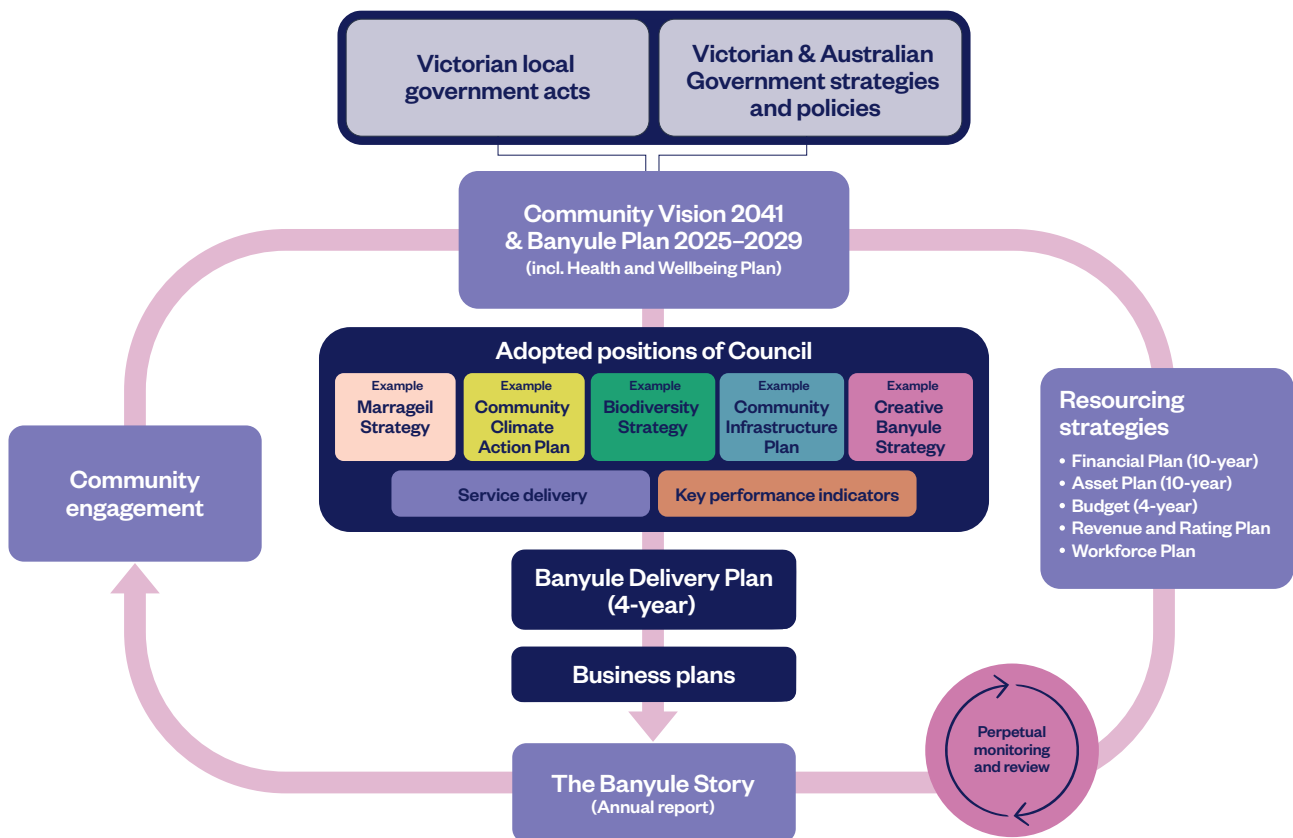 Victorian local
government acts
Victorian & Australian
Government strategies
and policies
Community Vision 2041
& Banyule Plan 2025–2029
(incl. Health and Wellbeing Plan)
Adopted positions of Council
Example
Marrageil
Strategy
Example
Community
Climate
Action Plan
Example
Biodiversity
Strategy
Example
Community
Infrastructure
Plan
Example
Creative
Banyule
Strategy
Service delivery
Key performance indicators
Community
engagement
Resourcing
strategies
• Financial Plan (10-year)
• Asset Plan (10-year)
• Budget (4-year)
• Revenue and Rating Plan
• Workforce Plan
Banyule Delivery Plan
(4-year)
Business plans
Perpetual
monitoring
and review
The Banyule Story
(Annual report)